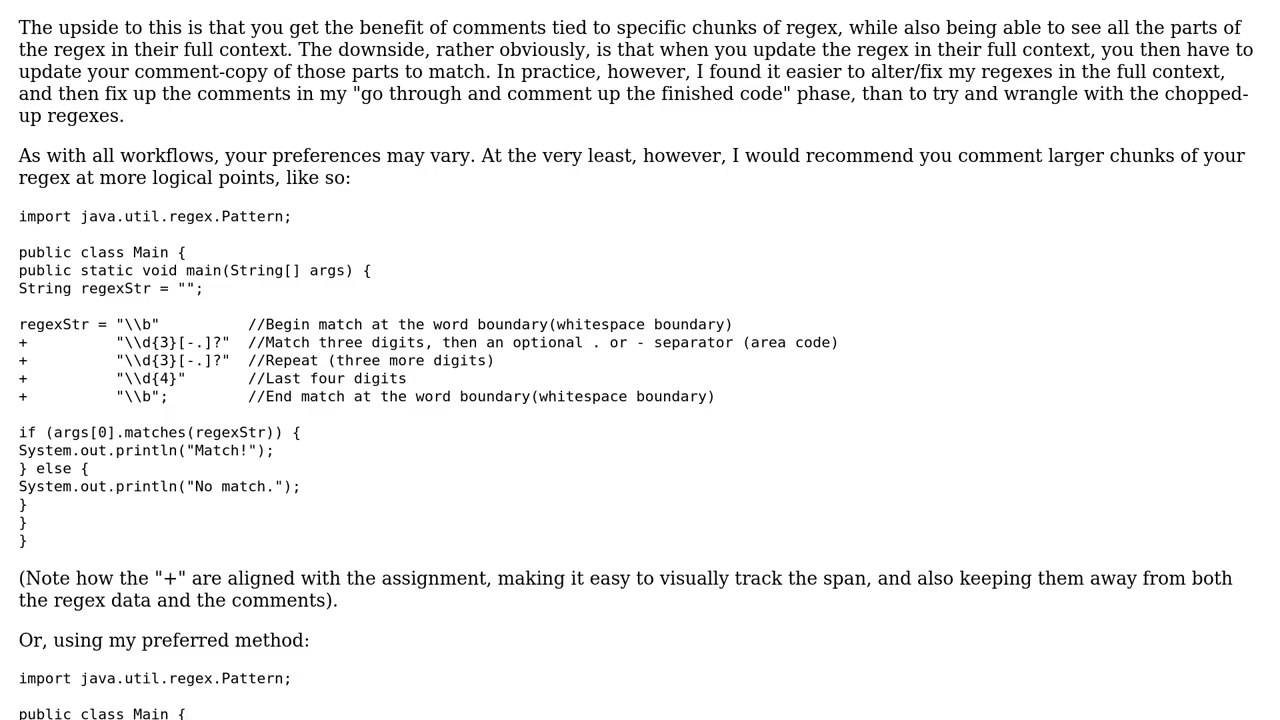 The upside to this is that you get the benefit of comments tied to specific chunks of regex, while also being able to see all the parts of
the regex in their full context. The downside, rather obviously, is that when you update the regex in their full context, you then have to
update your comment-copy of those parts to match. In practice, however, I found it easier to alter/fix my regexes in the full context,
and then fix up the comments in my "go through and comment up the finished code" phase, than to try and wrangle with the chopped-
up regexes.
As with all workflows, your preferences may vary. At the very least, however, I would recommend you comment larger chunks of your
regex at more logical points, like so:
import java.util.regex.Pattern;
public class Main {
public static void main(String[] args) {
String regexStr = "";
regexStr = "\\b"          //Begin match at the word boundary(whitespace boundary)
+          "\\d{3}[-.]?"  //Match three digits, then an optional . or - separator (area code)
+          "\\d{3}[-.]?"  //Repeat (three more digits)
+          "\\d{4}"       //Last four digits
+          "\\b";         //End match at the word boundary(whitespace boundary)
if (args[0].matches(regexStr)) {
System.out.println("Match!");
} else {
System.out.println("No match.");
}
}
}
(Note how the "+" are aligned with the assignment, making it easy to visually track the span, and also keeping them away from both
the regex data and the comments).
Or, using my preferred method:
import java.util.regex.Pattern;
public class Main {